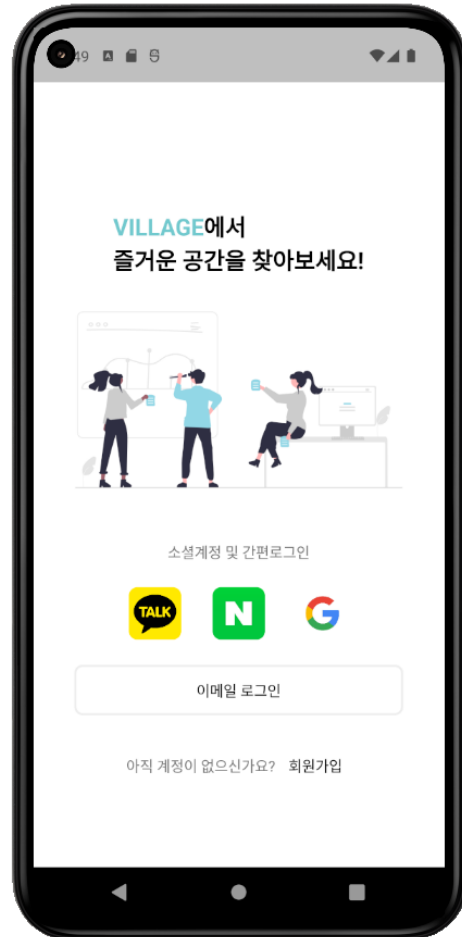 49
VILLAGE에서
즐거운 공간을 찾아보세요!
소셜계정 및 간편로그인
TALK N G
이메일 로그인
아직 계정이 없으신가요? 회원가입